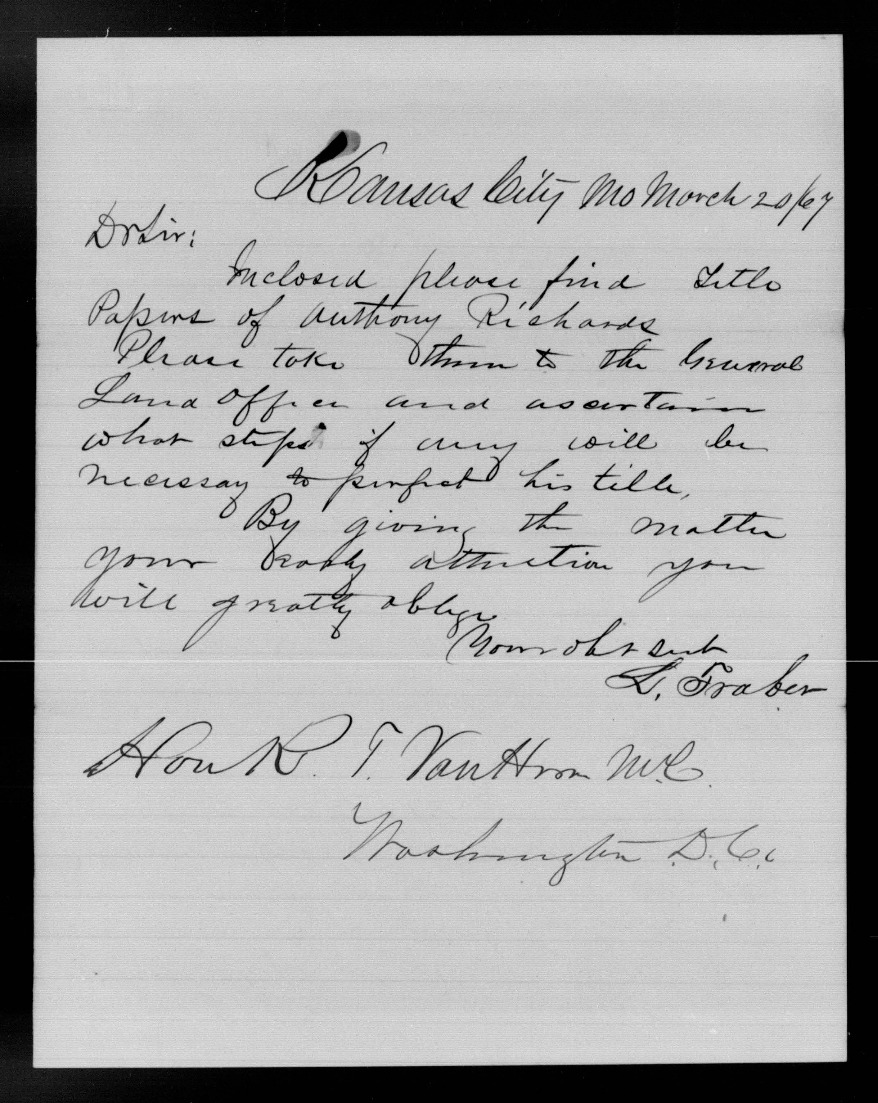 Kansas City Mo March 20/67
Dr Sir:
Inclosed please find Title
Papers of Anthony Richards
Please take them to the General
Land Office and ascertain
what steps if any will be
necessay to perfect his title,
By giving the matter
your early attention you
will greatly oblige
Your obt servt
L. Traber
Hon R. T. VanHorn M.C.
Washington D.C.